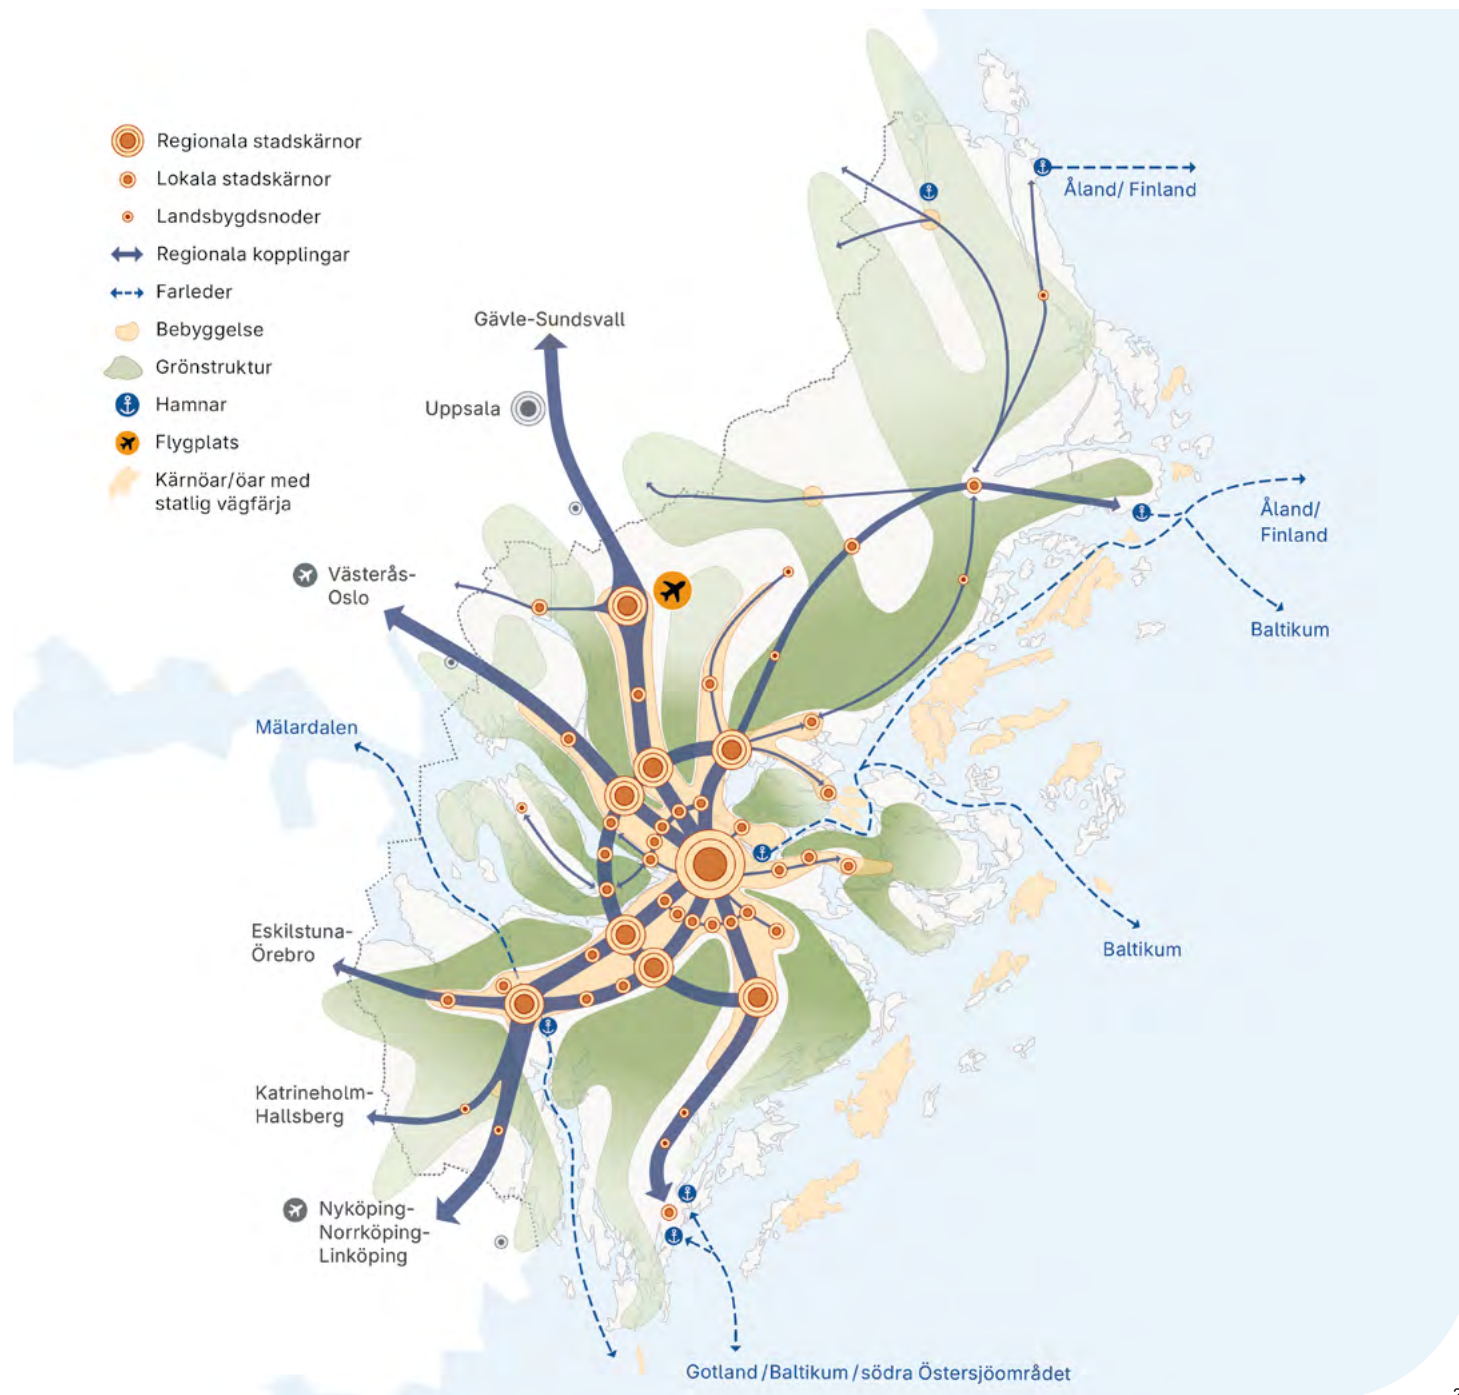 Regionala stadskärnor
Lokala stadskärnor
Landsbygdsnoder
Regionala kopplingar
Farleder
Bebyggelse
Grönstruktur
Hamnar
Flygplats
Kärnöar/öar med
statlig vägfärja
Åland/ Finland
Gävle-Sundsvall
Uppsala
Åland/
Finland
Västerås-
Oslo
Baltikum
Mälardalen
Eskilstuna-
Örebro
Baltikum
Katrineholm-
Hallsberg
Nyköping-
Norrköping-
Linköping
Gotland/Baltikum/södra Östersjöområdet